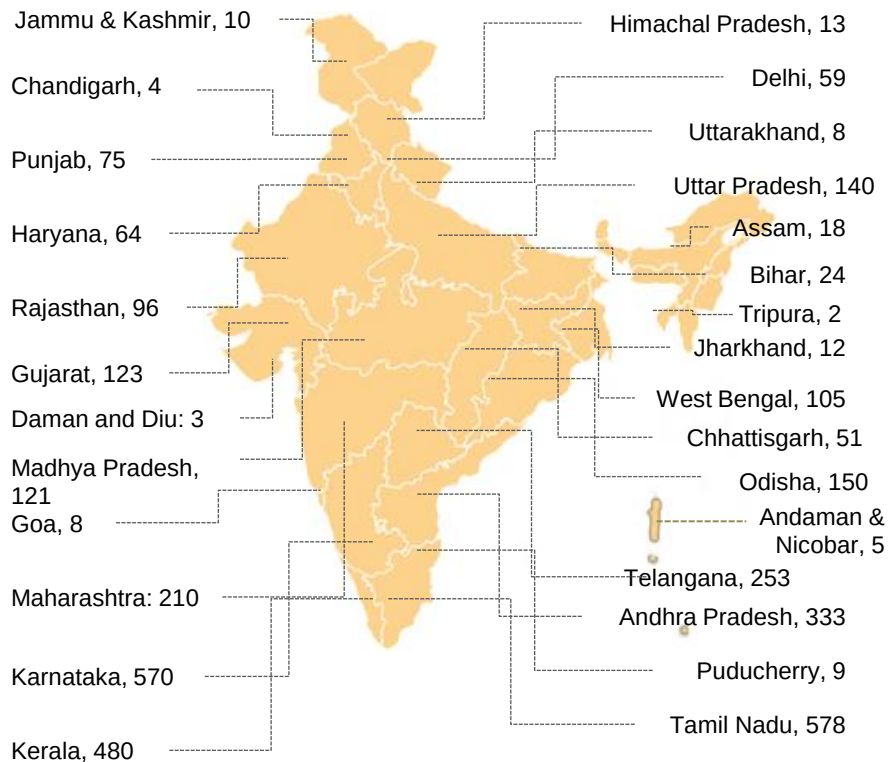 Jammu & Kashmir, 10
Chandigarh, 4
Punjab, 75
Haryana, 64
Rajasthan, 96
Gujarat, 123
Daman and Diu: 3
Madhya Pradesh,
121
Goa, 8
Maharashtra: 210
Karnataka, 570
Kerala, 480
Himachal Pradesh, 13
Delhi, 59
Uttarakhand, 8
Uttar Pradesh, 140
Assam, 18
Bihar, 24
Tripura, 2
Jharkhand, 12
West Bengal, 105
Chhattisgarh, 51
Odisha, 150
Andaman &
Nicobar, 5
Telangana, 253
Andhra Pradesh, 333
Puducherry, 9
Tamil Nadu, 578